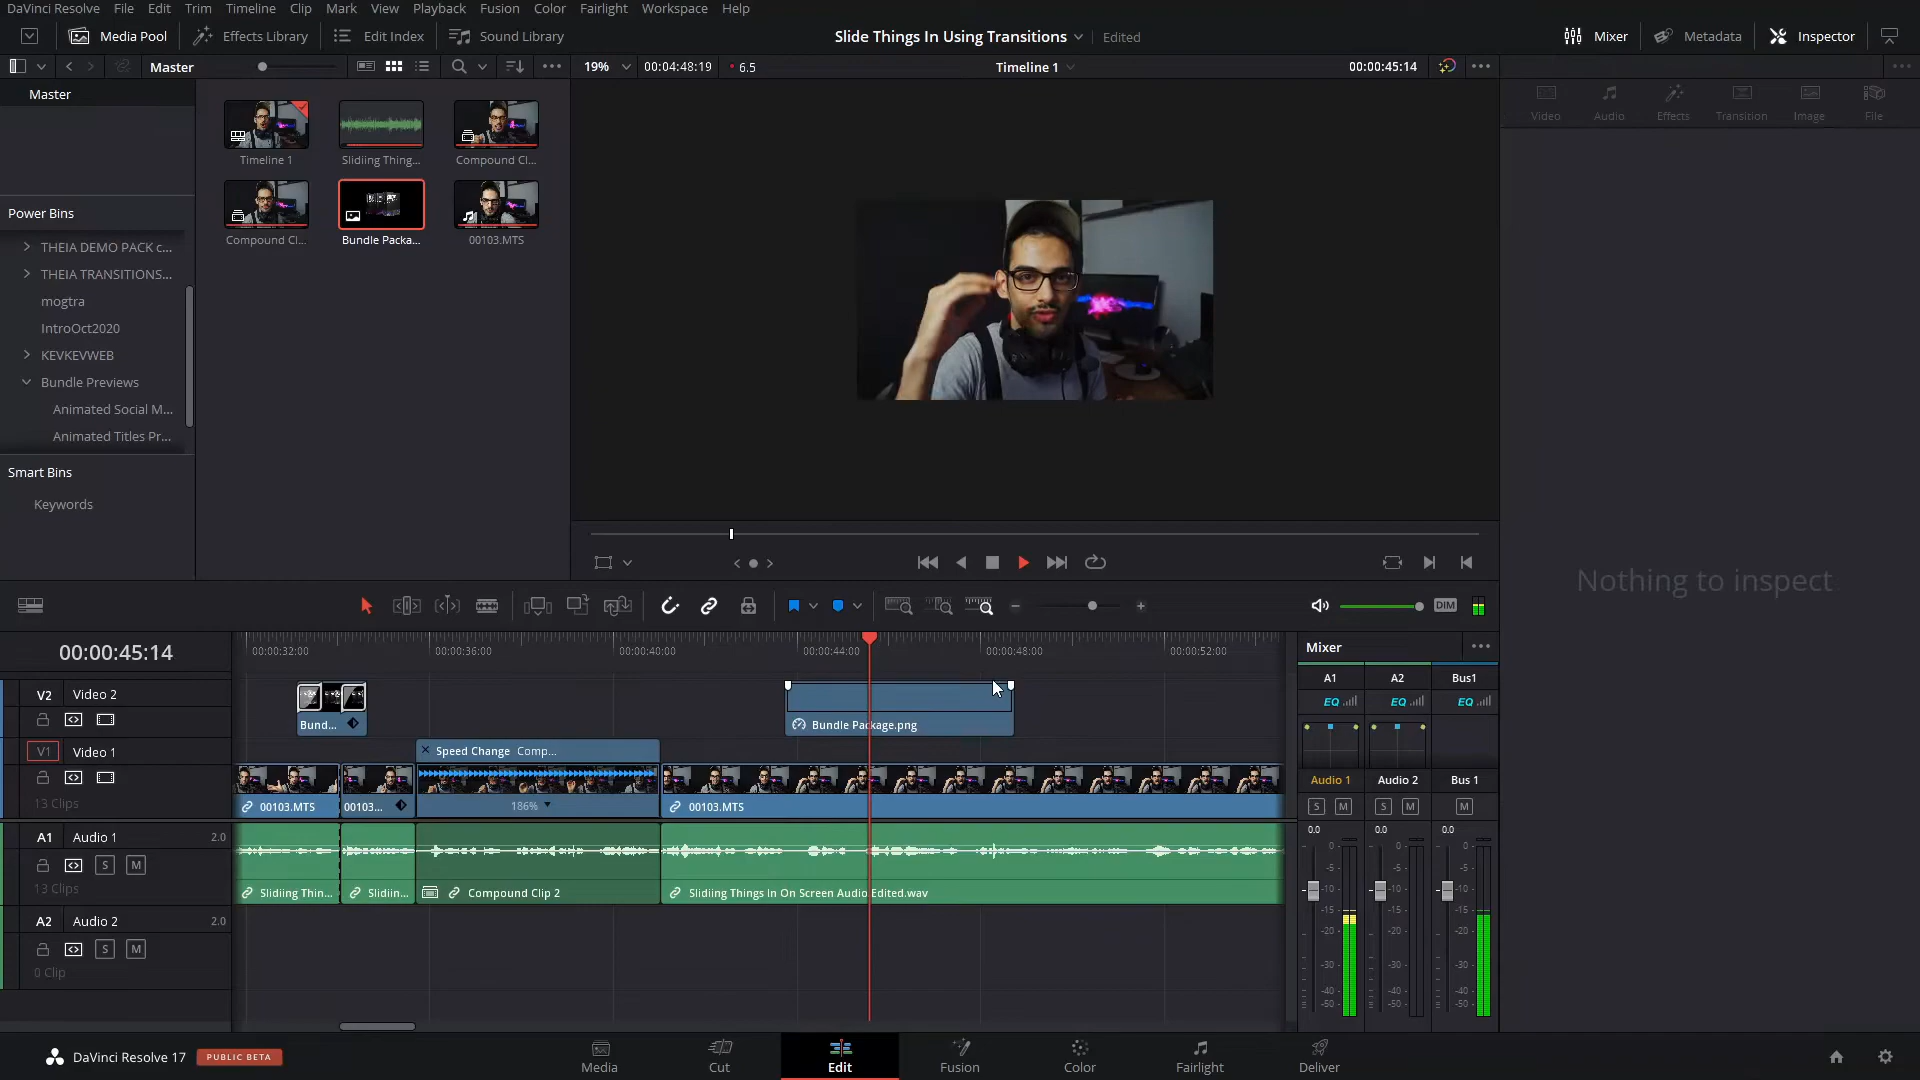 DaVinci Resolve File Edit Trim Timeline Clip Mark View Playback Fusion Color Fairlight Workspace Help
Media Pool Effects Library Edit Index Sound Library Slide Things In Using Transitions Edited Mixer Metadata Inspector
Master 19% 00:04:48:19 6.5 Timeline 1 00:00:45:14
Master
Video Audio Effects Transition Image File
Timeline 1 Slidiing Thing... Compound Cl...
Compound Cl... Bundle Packa... 00103.MTS
Power Bins
THEIA DEMO PACK c...
THEIA TRANSITIONS...
mogtra
IntroOct2020
KEVKEVWEB
Bundle Previews
Animated Social M...
Animated Titles Pr...
Smart Bins
Keywords
Nothing to inspect
DIM
00:00:45:14
00:00:32:00 00:00:36:00 00:00:40:00 00:00:44:00 00:00:48:00 00:00:52:00
V2 Video 2
Bund... Bundle Package.png
V1 Video 1
Speed Change Comp...
13 Clips
00103.MTS 00103... 186% 00103.MTS
A1 Audio 1 2.0
S M
13 Clips
Slidiing Thin... Slidiin... Compound Clip 2 Slidiing Things In On Screen Audio Edited.wav
A2 Audio 2 2.0
S M
0 Clip
Mixer
A1 A2 Bus1
EQ EQ EQ
Audio 1 Audio 2 Bus 1
S M S M M
0.0 0.0 0.0
0 0 0
-5 -5 -5
-10 -10 -10
-15 -15 -15
-20 -20 -20
-30 -30 -30
-40 -40 -40
-50 -50 -50
DaVinci Resolve 17 PUBLIC BETA
Media Cut Edit Fusion Color Fairlight Deliver